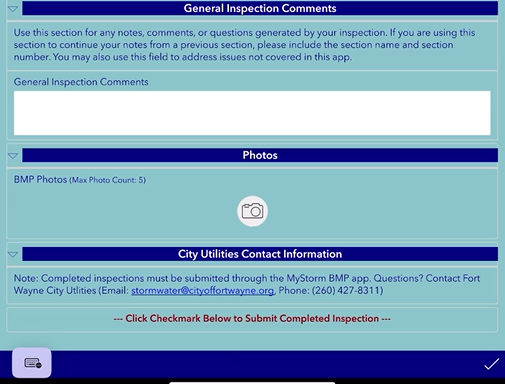 General Inspection Comments
Use this section for any notes, comments, or questions generated by your inspection. If you are using this
section to continue your notes from a previous section, please include the section name and section
number. You may also use this field to address issues not covered in this app.
General Inspection Comments
Photos
BMP Photos (Max Photo Count: 5)
City Utilities Contact Information
Note: Completed inspections must be submitted through the MyStorm BMP app. Questions? Contact Fort
Wayne City Utlities (Email: stormwater@cityoffortwayne.org, Phone: (260) 427-8311)
--- Click Checkmark Below to Submit Completed Inspection ---